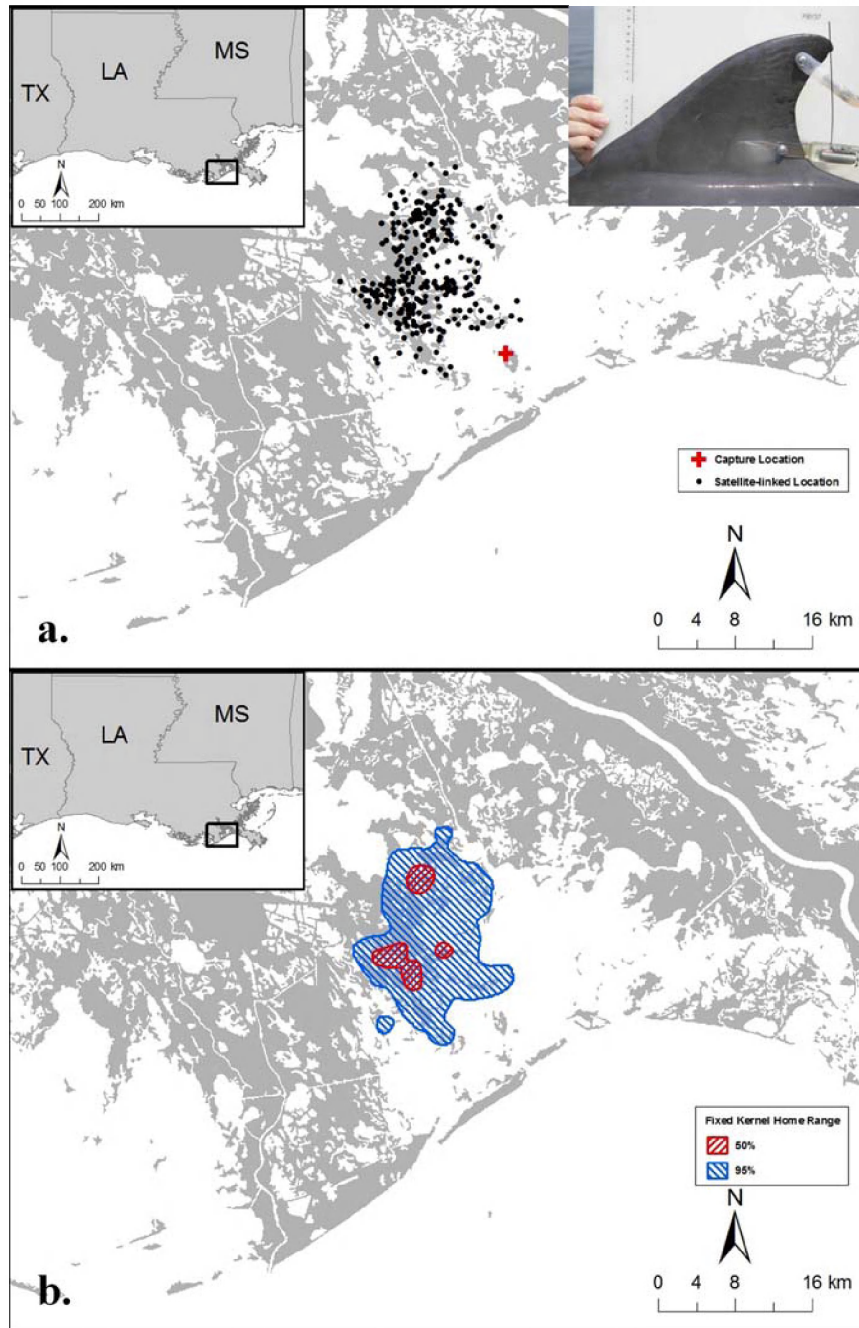 TX
LA
MS
N
0 50 100 200 km
Capture Location
Satellite-linked Location
N
0 4 8 16 km
a.
TX
LA
MS
N
0 50 100 200 km
Fixed Kernel Home Range
50%
95%
N
0 4 8 16 km
b.